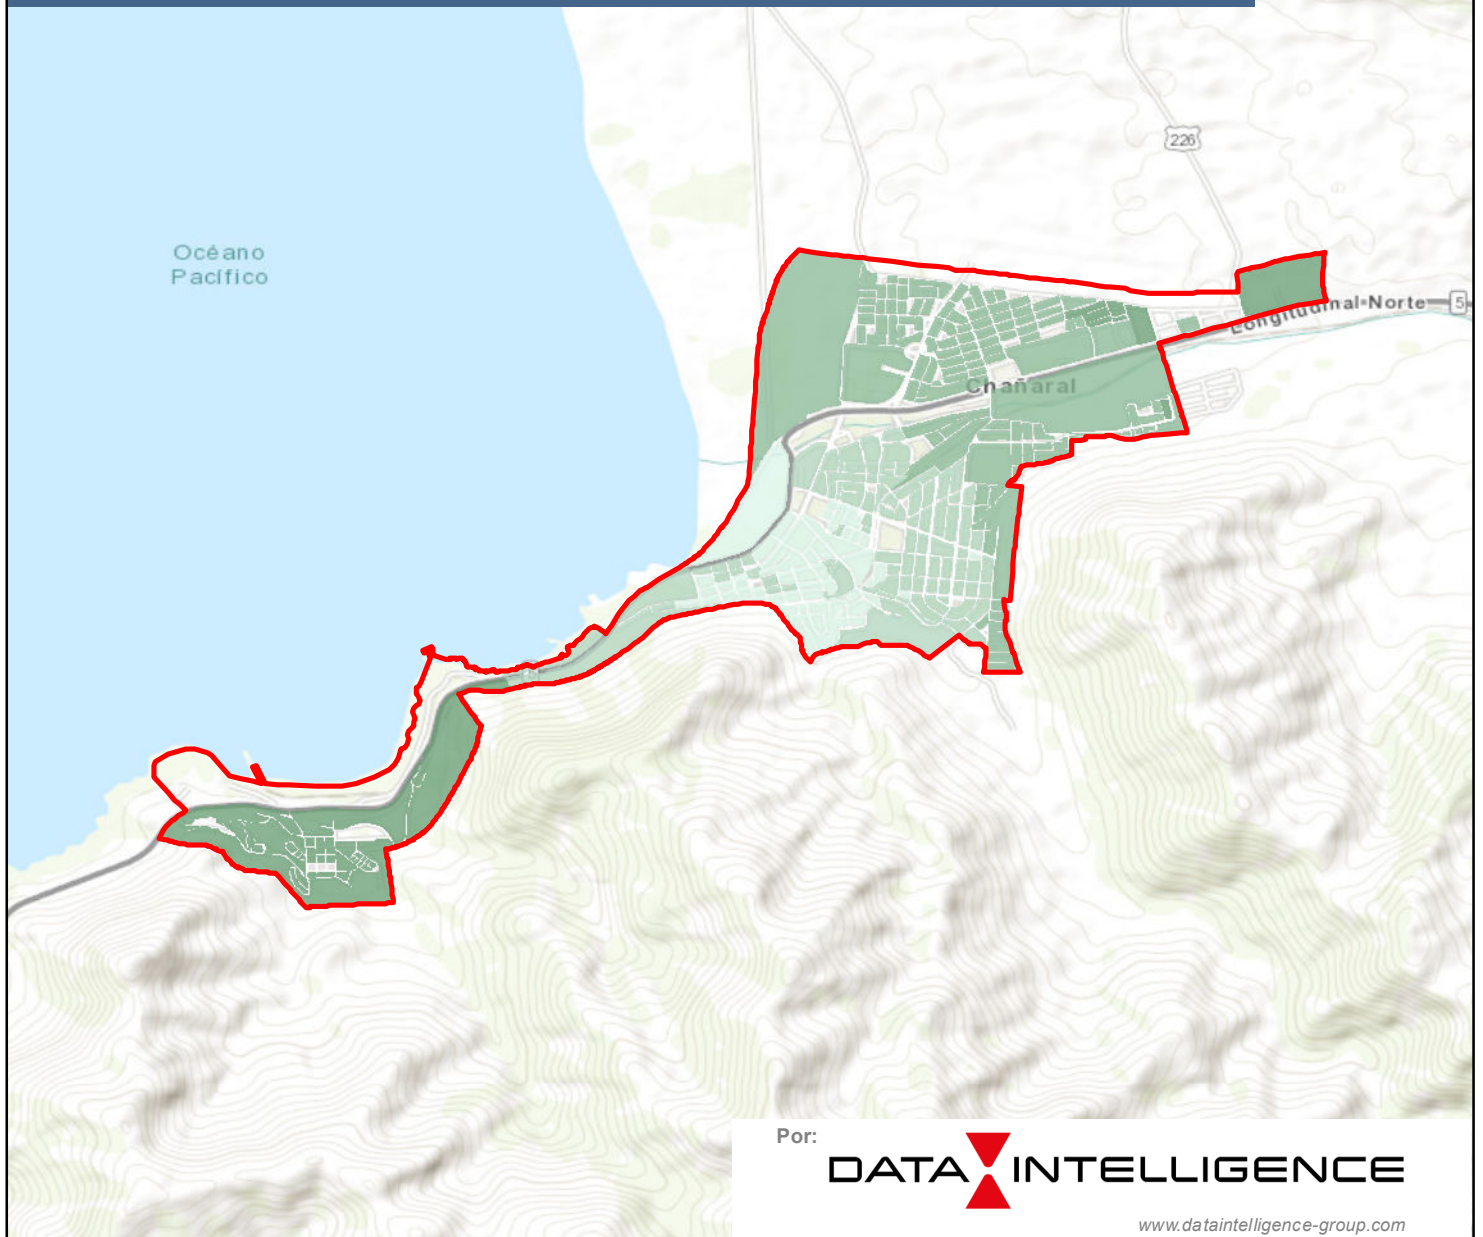 226
Océano
Pacífico
Longitudinal-Norte
5
Chañaral
Por:
DATA INTELLIGENCE
www.dataintelligence-group.com